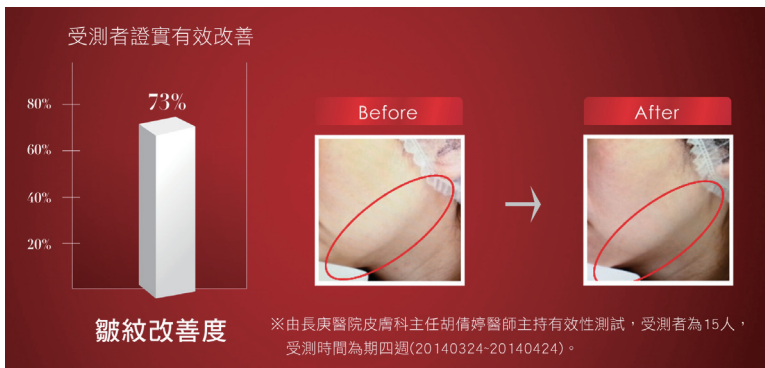 受測者證實有效改善
80%
60%
40%
20%
73%
皺紋改善度
Before
After
※由長庚醫院皮膚科主任胡倩婷醫師主持有效性測試，受測者為15人，
受測時間為期四週(20140324~20140424)。